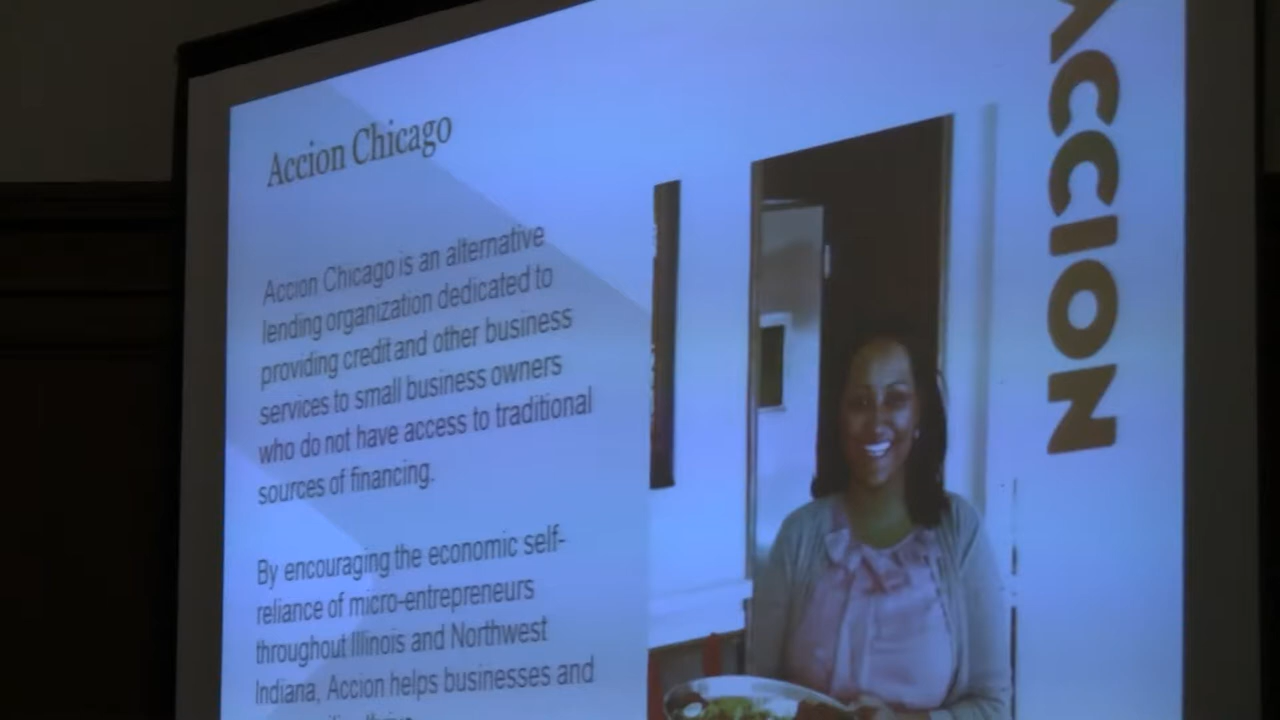 Accion Chicago
Accion Chicago is an alternative
lending organization dedicated to
providing credit and other business
services to small business owners
who do not have access to traditional
sources of financing.
By encouraging the economic self-
reliance of micro-entrepreneurs
throughout Illinois and Northwest
Indiana, Accion helps businesses and
ACCION